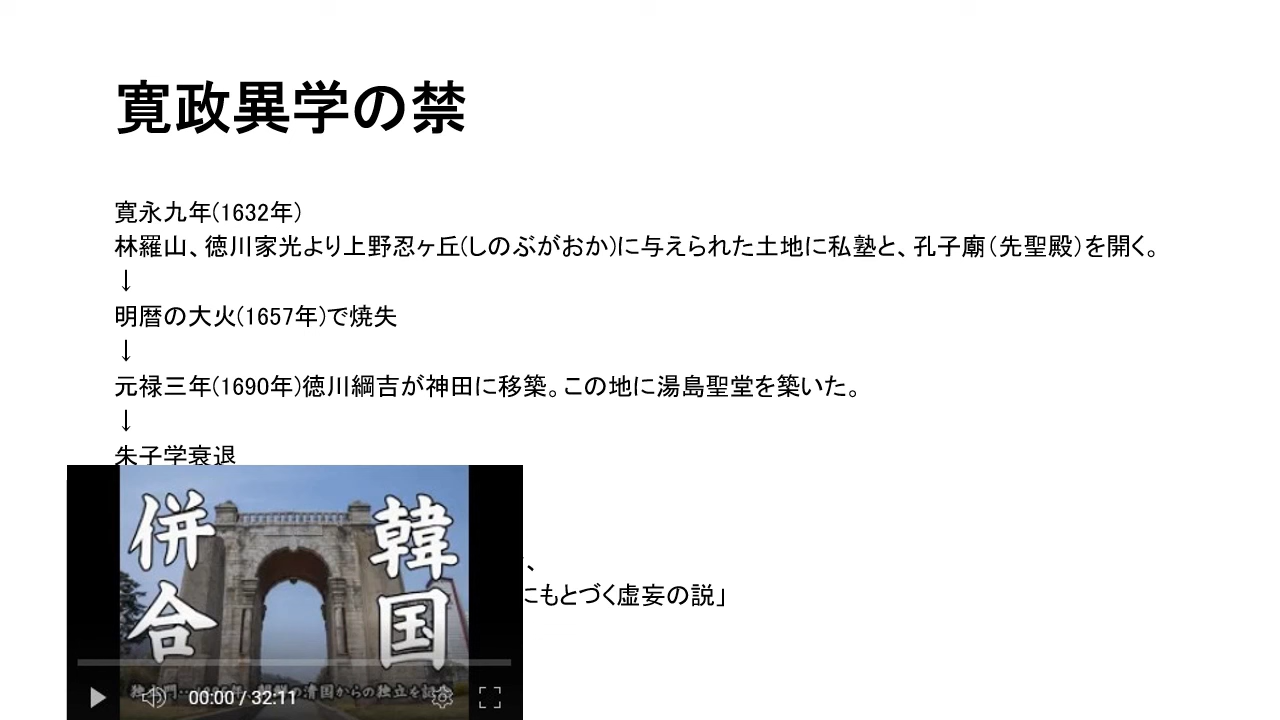 寛政異学の禁
寛永九年(1632年)
林羅山、徳川家光より上野忍ヶ丘(しのぶがおか)に与えられた土地に私塾と、孔子廟（先聖殿）を開く。
↓
明暦の大火(1657年)で焼失
↓
元禄三年(1690年)徳川綱吉が神田に移築。この地に湯島聖堂を築いた。
↓
朱子学衰退
、
にもとづく虚妄の説」
韓国
併合
00:00 / 32:11